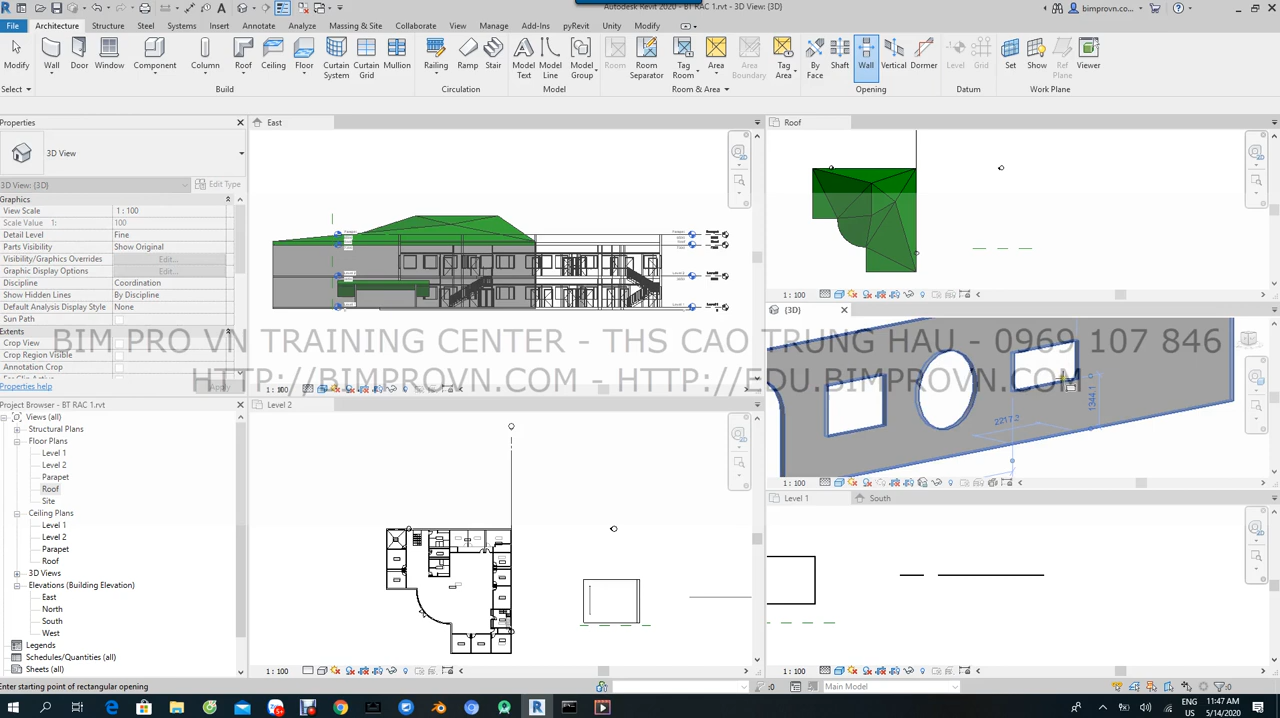 Autodesk Revit 2020 - BT RAC 1.rvt - 3D View: {3D}
bimprovn.co...
File Architecture Structure Steel Systems Insert Annotate Analyze Massing & Site Collaborate View Manage Add-Ins pyRevit Unity Modify
Modify Wall Door Window Component Column Roof Ceiling Floor Curtain System Curtain Grid Mullion Railing Ramp Stair Model Text Model Line Model Group Room Room Separator Tag Room Area Area Boundary Tag Area By Face Shaft Wall Vertical Dormer Level Grid Set Show Ref Plane Viewer
Select Build Circulation Model Room & Area Opening Datum Work Plane
Properties
3D View
3D View: {3D}
Edit Type
Graphics
View Scale 1 : 100
Scale Value 1: 100
Detail Level Fine
Parts Visibility Show Original
Visibility/Graphics Overrides Edit...
Graphic Display Options Edit...
Discipline Coordination
Show Hidden Lines By Discipline
Default Analysis Display Style None
Sun Path
Extents
Crop View
Crop Region Visible
Annotation Crop
Properties help
Apply
Project Browser - BT RAC 1.rvt
Views (all)
Structural Plans
Floor Plans
Level 1
Level 2
Parapet
Roof
Site
Ceiling Plans
Level 1
Level 2
Parapet
Roof
3D Views
Elevations (Building Elevation)
East
North
South
West
Legends
Schedules/Quantities (all)
Sheets (all)
East
1 : 100
Level 2
1 : 100
Roof
1 : 100
{3D}
2217.2
1344.1
1 : 100
Level 1
South
1 : 100
BIM PRO VN TRAINING CENTER - THS CAO TRUNG HAU - 0969 107 846
HTTP://BIMPROVN.COM - HTTP://EDU.BIMPROVN.COM
Enter starting point of rectangular opening
:0
Main Model
:0
ENG
US
11:47 AM
5/14/2020